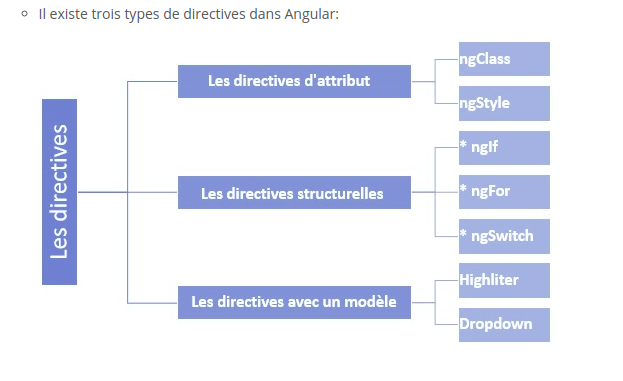 Il existe trois types de directives dans Angular:
Les directives
Les directives d'attribut
ngClass
ngStyle
Les directives structurelles
* ngIf
* ngFor
* ngSwitch
Les directives avec un modèle
Highliter
Dropdown